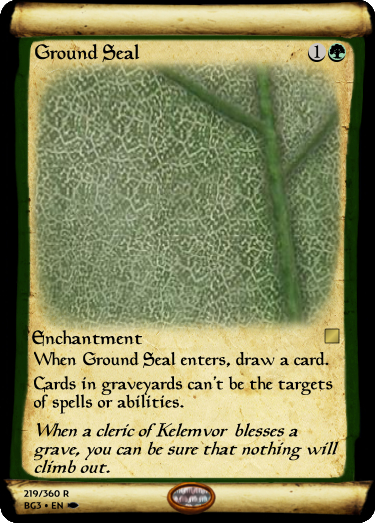 Ground Seal 1
Enchantment
When Ground Seal enters, draw a card.
Cards in graveyards can't be the targets
of spells or abilities.
When a cleric of Kelemvor blesses a
grave, you can be sure that nothing will
climb out.
219/360 R
BG3 • EN